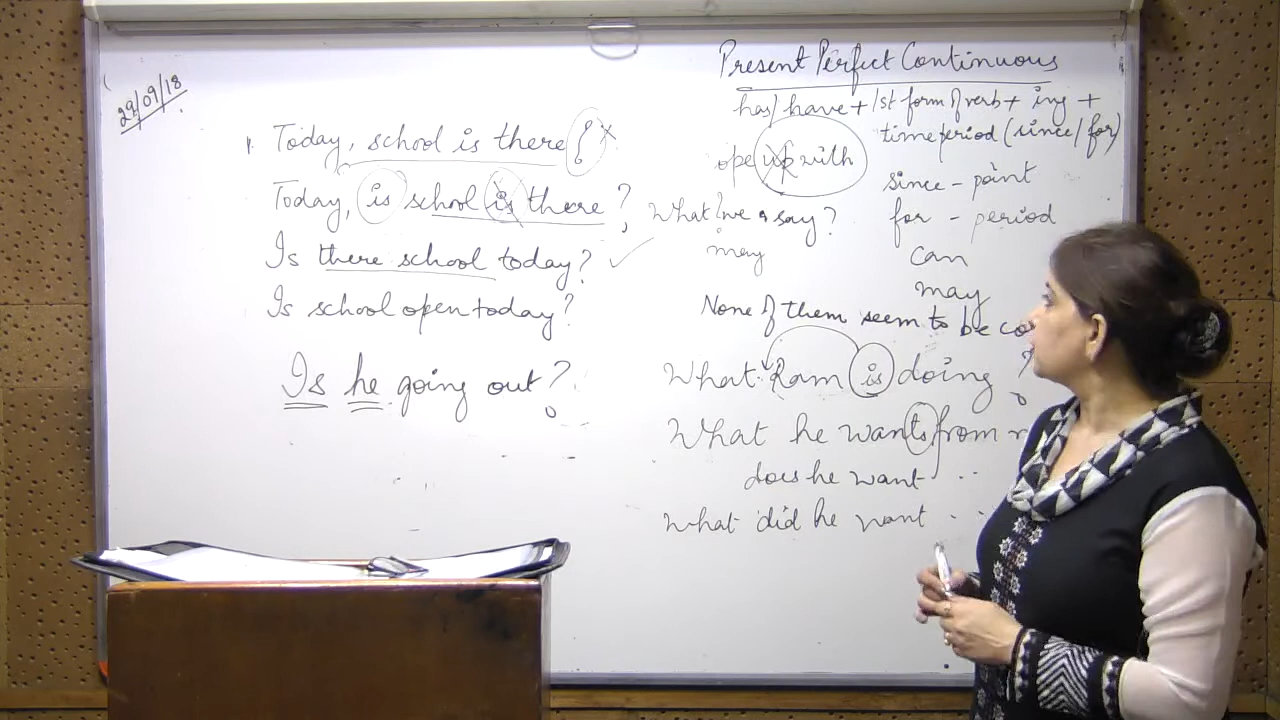 29/09/18
1. Today, school is there
Today, is school is there?
Is there school today?
Is school open today?
Is he going out?
Present Perfect Continuous
has/have + 1st form of verb + ing +
time period (since/for)
ope up with
since - point
for - period
What we say?
may
can
may
None of them seem to be
What Ram is doing ?
What he wants from
does he want . .
What did he want . .